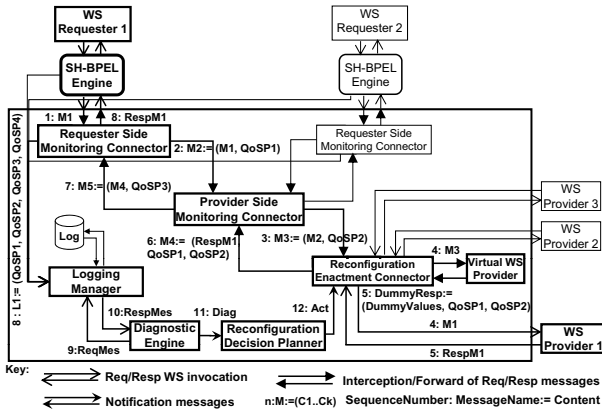 WS
Requester 1
WS
Requester 2
SH-BPEL
Engine
SH-BPEL
Engine
1: M1
8: RespM1
Requester Side
Monitoring Connector
2: M2:= (M1, QoSP1)
Requester Side
Monitoring Connector
7: M5:= (M4, QoSP3)
Provider Side
Monitoring Connector
WS
Provider 3
WS
Provider 2
8 : L1:= (QoSP1, QoSP2, QoSP3, QoSP4)
Log
6: M4:= (RespM1,
QoSP1, QoSP2)
3: M3:= (M2, QoSP2)
Logging
Manager
Reconfiguration
Enactment Connector
4: M3
Virtual WS
Provider
5: DummyResp:=
(DummyValues, QoSP1, QoSP2)
10:RespMes
11: Diag
12: Act
Diagnostic
Engine
Reconfiguration
Decision Planner
4: M1
WS
Provider 1
9:ReqMes
5: RespM1
Key:
Req/Resp WS invocation
Interception/Forward of Req/Resp messages
Notification messages
n:M:=(C1..Ck) SequenceNumber: MessageName:= Content